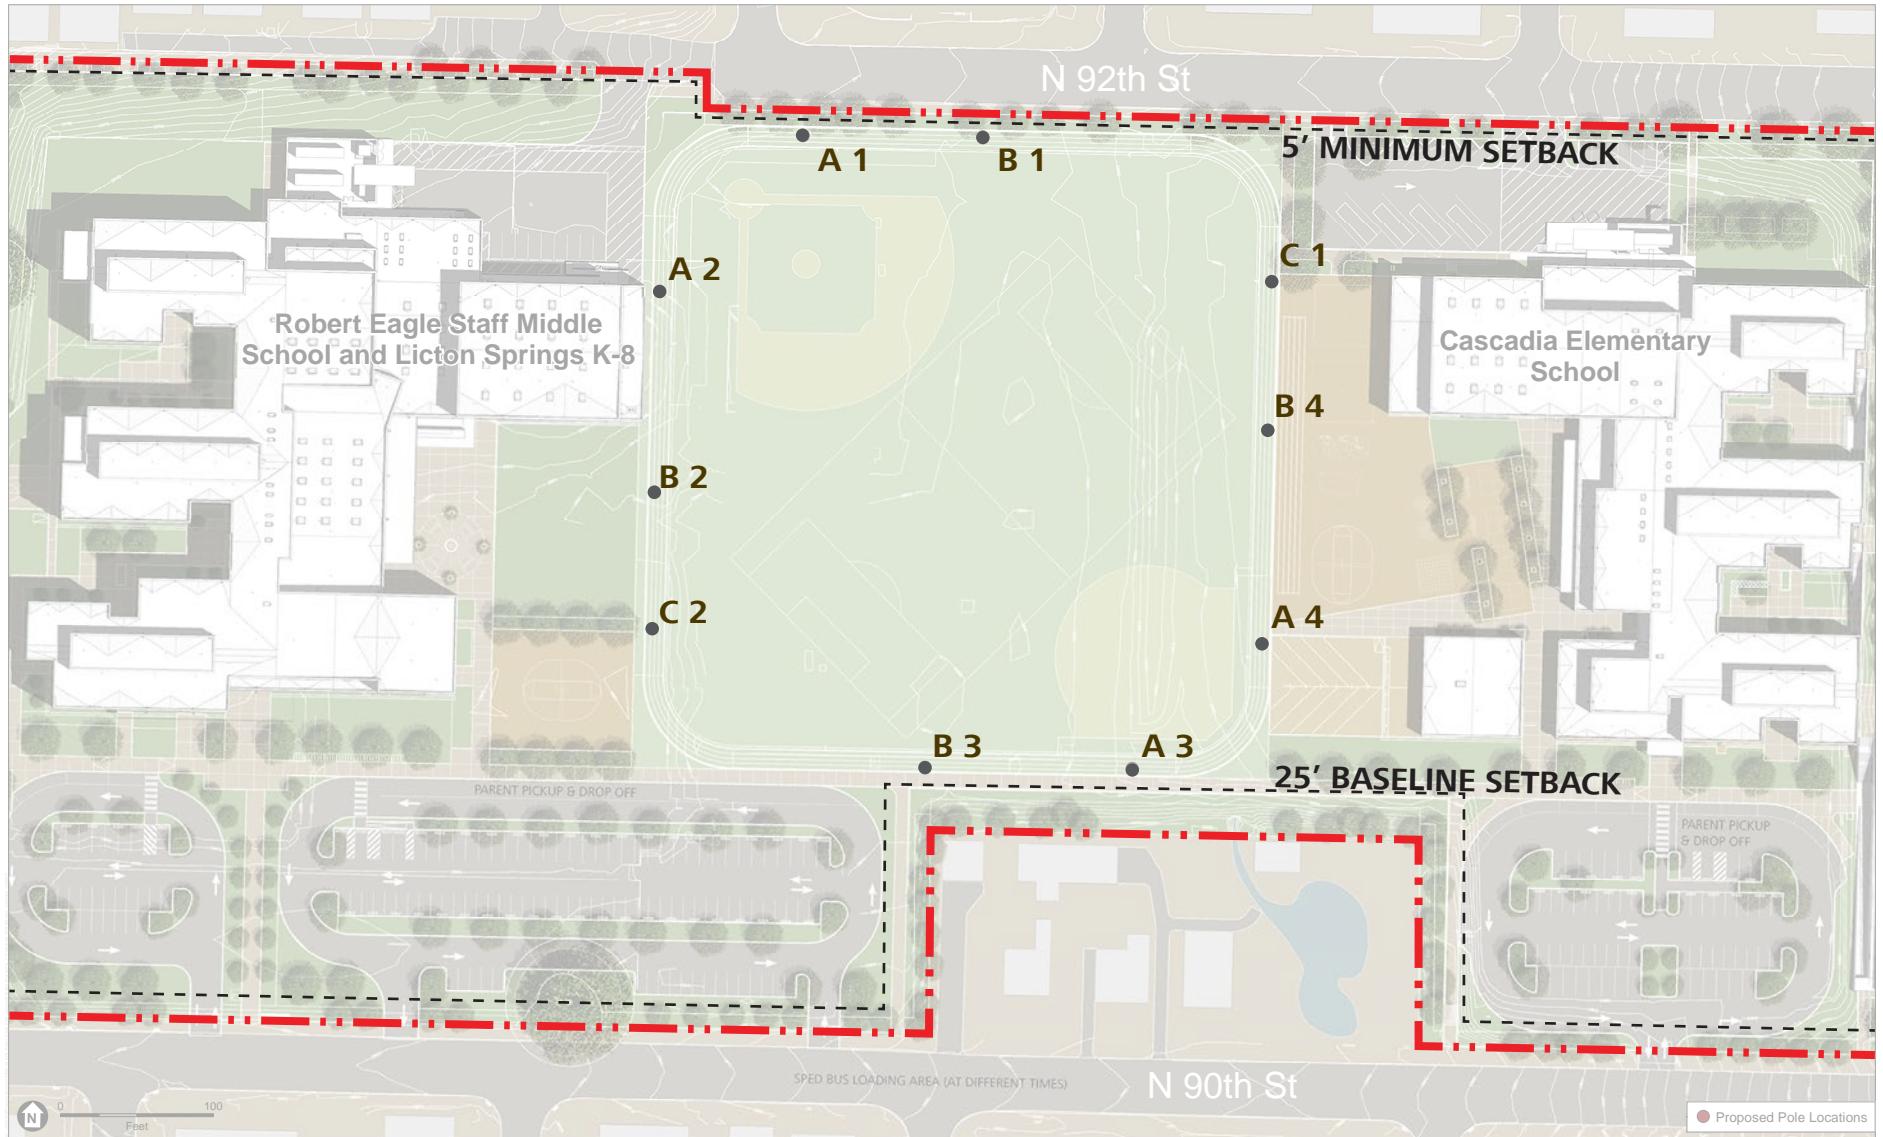 N 92th St
5’ MINIMUM SETBACK
A 1
B 1
C 1
A 2
Robert Eagle Staff Middle
School and Licton Springs K-8
Cascadia Elementary
School
B 4
B 2
C 2
A 4
B 3
A 3
25’ BASELINE SETBACK
PARENT PICKUP & DROP OFF
PARENT PICKUP
& DROP OFF
SPED BUS LOADING AREA (AT DIFFERENT TIMES)
N 90th St
N
0
100
Feet
Proposed Pole Locations